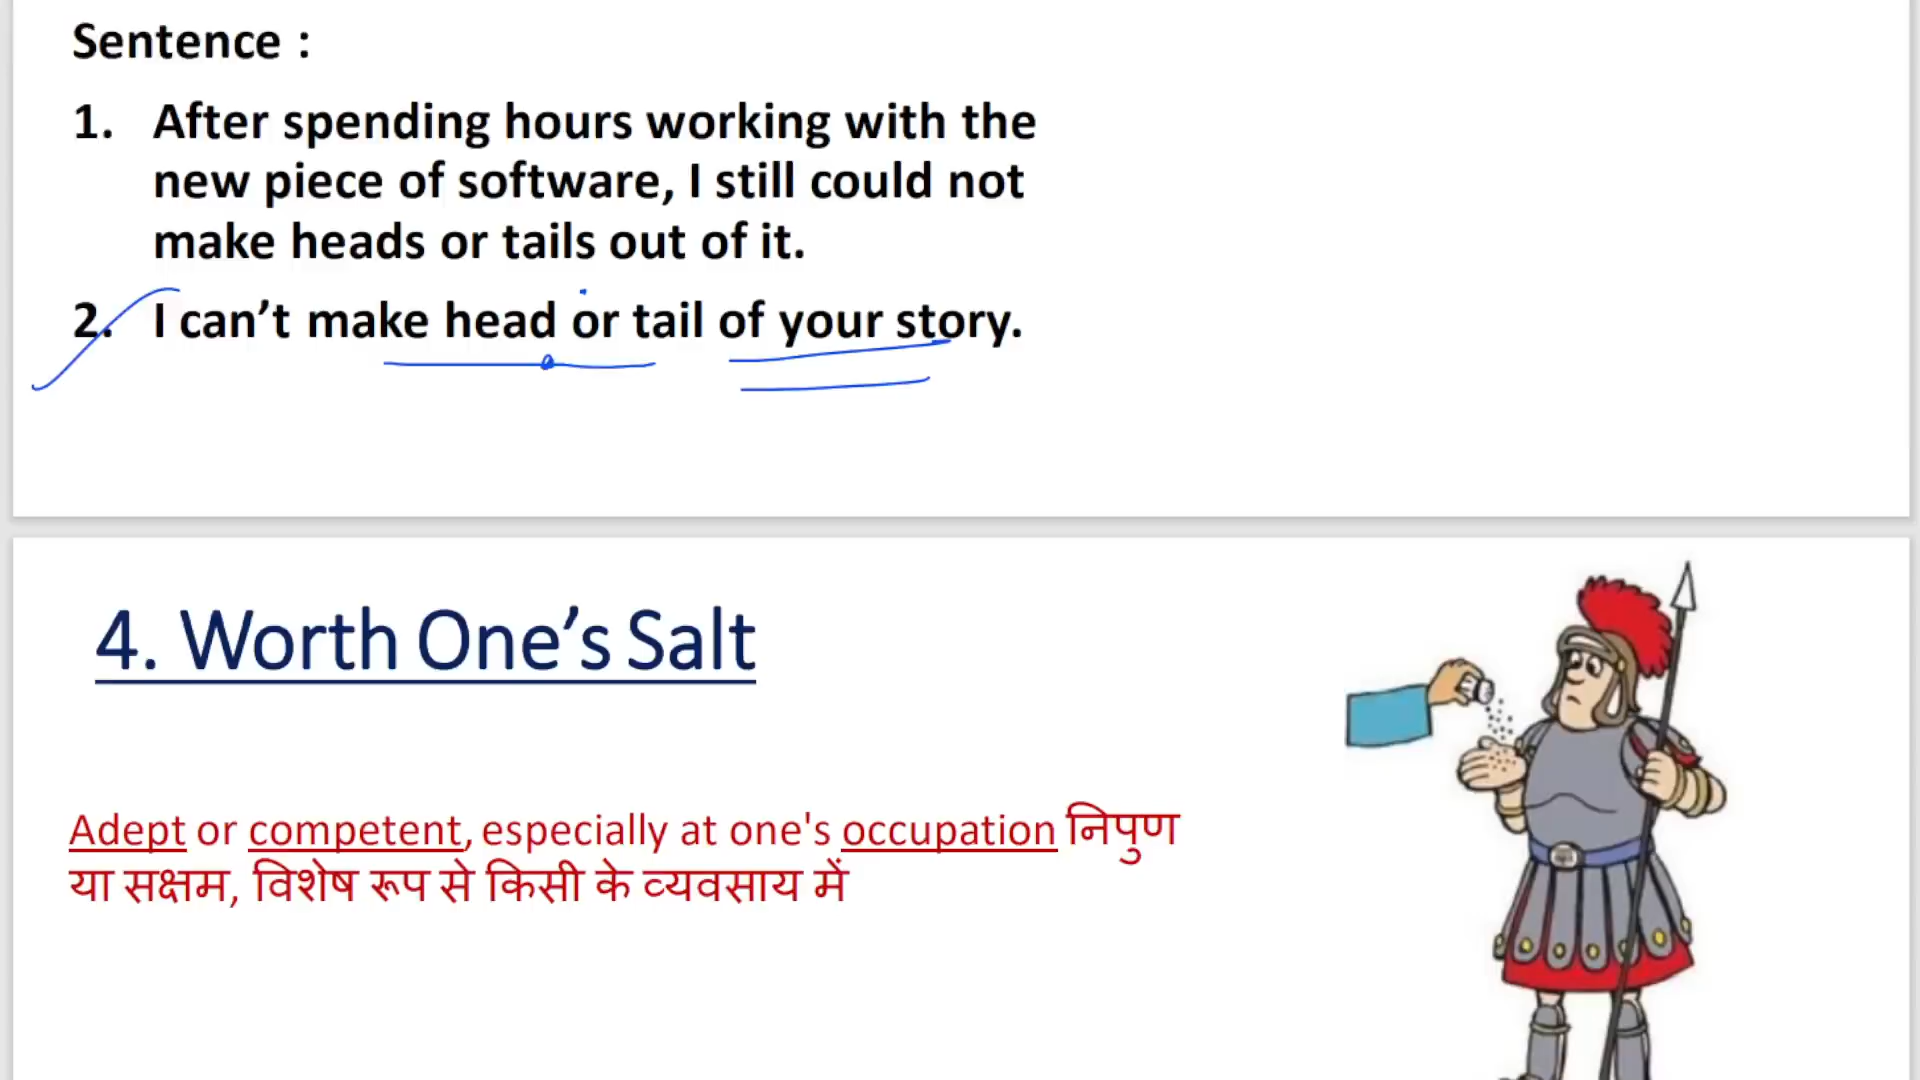 Sentence :
1. After spending hours working with the
new piece of software, I still could not
make heads or tails out of it.
2. I can’t make head or tail of your story.
4. Worth One’s Salt
Adept or competent, especially at one's occupation निपुण
या सक्षम, विशेष रूप से किसी के व्यवसाय में